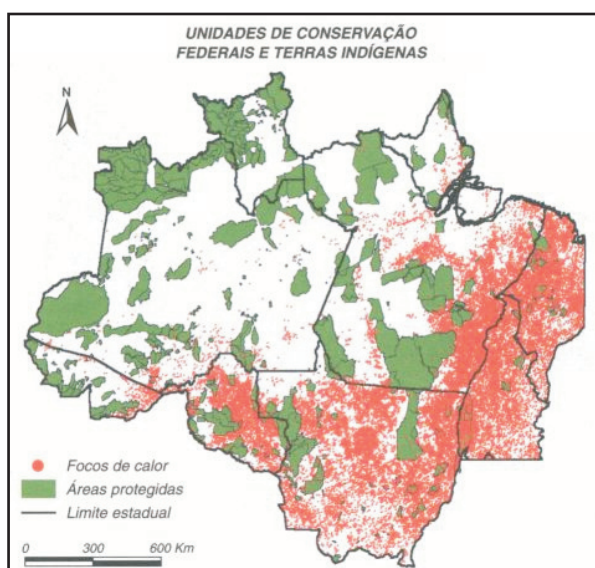 UNIDADES DE CONSERVAÇÃO
FEDERAIS E TERRAS INDÍGENAS
N
Focos de calor
Áreas protegidas
Limite estadual
0 300 600 Km